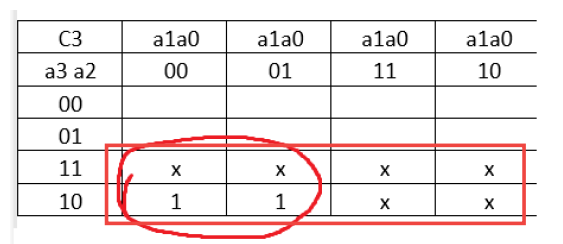 C3 a1a0 a1a0 a1a0 a1a0
a3 a2 00 01 11 10
00
01
11 x x x x
10 1 1 x x